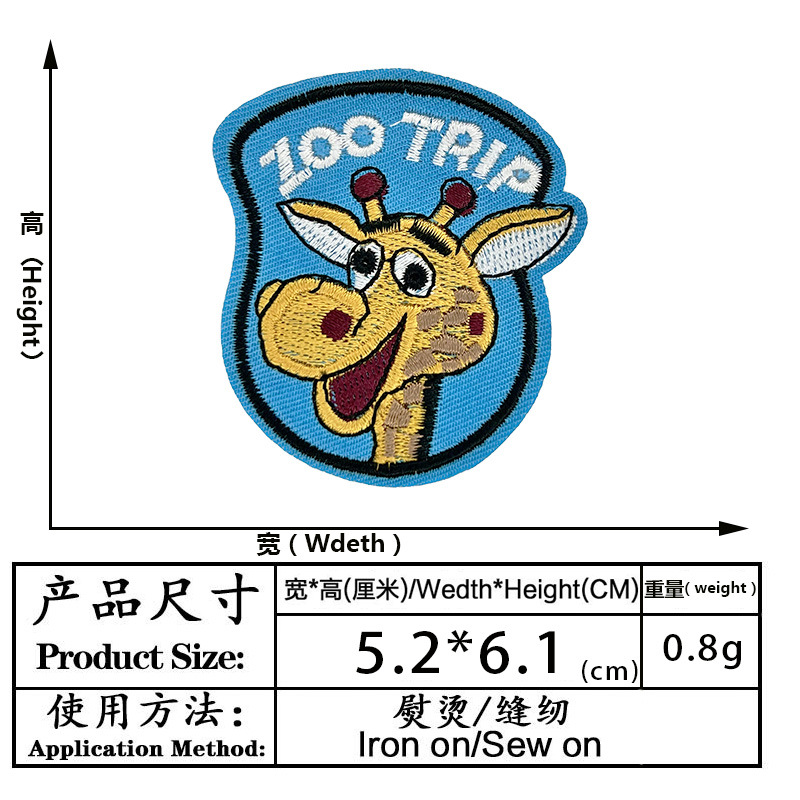 ZOO TRIP
高（Height）
宽（Wdeth）
产品尺寸
Product Size:
宽*高(厘米)/Wedth*Height(CM)
重量(weight)
5.2*6.1 (cm)
0.8g
使用方法：
Application Method:
熨烫/缝纫
Iron on/Sew on